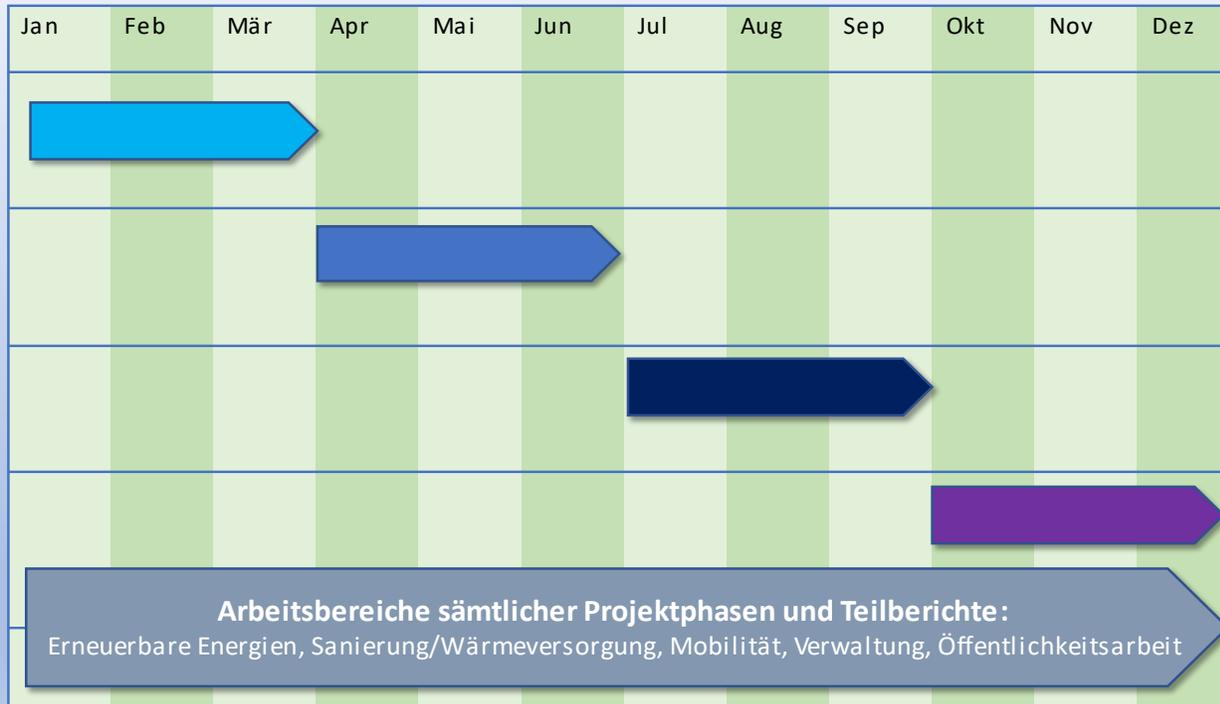 Jan Feb Mär Apr Mai Jun Jul Aug Sep Okt Nov Dez
Arbeitsbereiche sämtlicher Projektphasen und Teilberichte:
Erneuerbare Energien, Sanierung/Wärmeversorgung, Mobilität, Verwaltung, Öffentlichkeitsarbeit